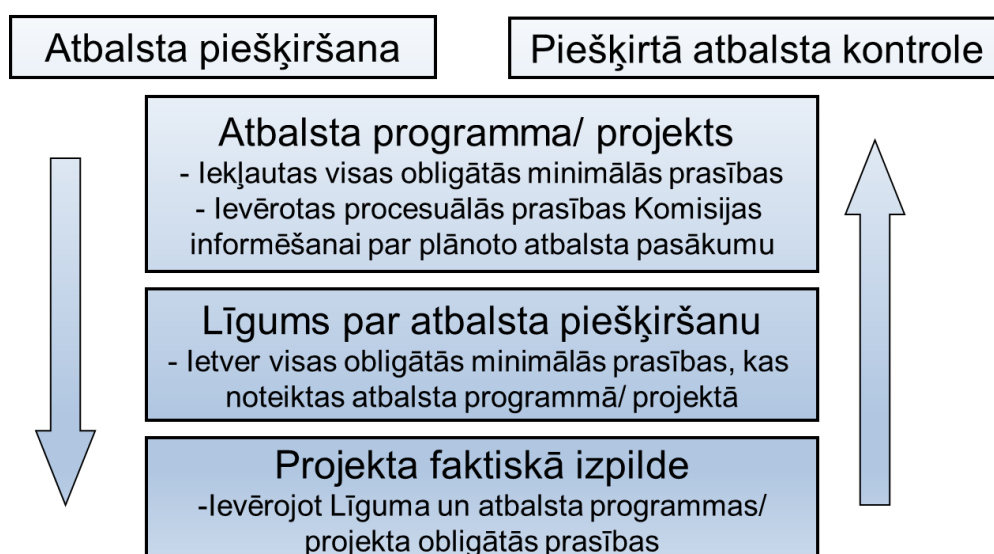 Atbalsta piešķiršana
Piešķirtā atbalsta kontrole
Atbalsta programma/ projekts
- Iekļautas visas obligātās minimālās prasības
- Ievērotas procesuālās prasības Komisijas
informēšanai par plānoto atbalsta pasākumu
Līgums par atbalsta piešķiršanu
- Ietver visas obligātās minimālās prasības, kas
noteiktas atbalsta programmā/ projektā
Projekta faktiskā izpilde
-Ievērojot Līguma un atbalsta programmas/
projekta obligātās prasības